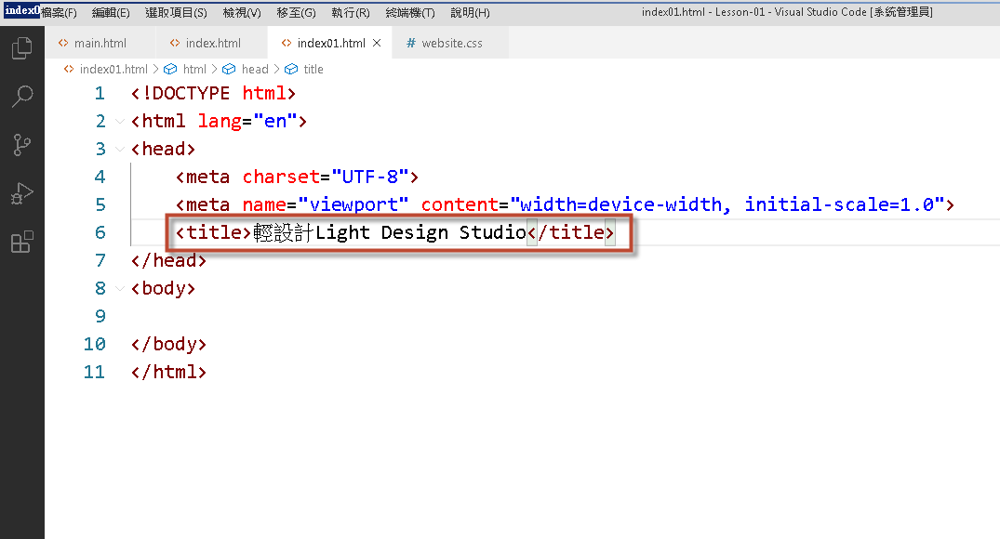 index0 檔案(F) 編輯(E) 選取項目(S) 檢視(V) 移至(G) 執行(R) 終端機(T) 說明(H) index01.html - Lesson-01 - Visual Studio Code [系統管理員]
<> main.html <> index.html <> index01.html × # website.css
<> index01.html > html > head > title
1 <!DOCTYPE html>
2 <html lang="en">
3 <head>
4 <meta charset="UTF-8">
5 <meta name="viewport" content="width=device-width, initial-scale=1.0">
6 <title>輕設計Light Design Studio</title>
7 </head>
8 <body>
9
10 </body>
11 </html>